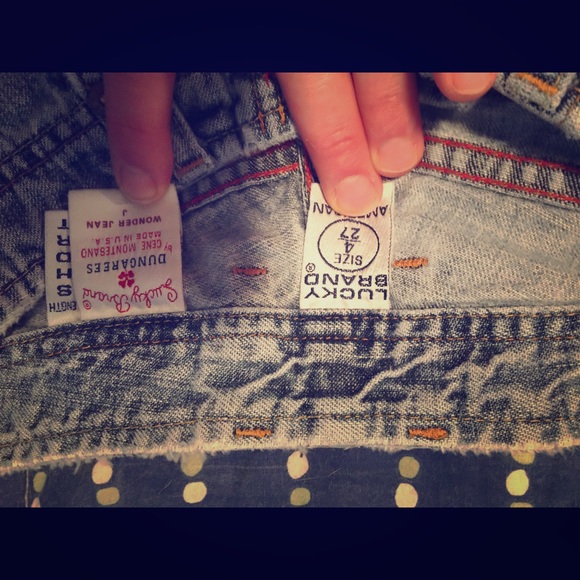 LENGTH
SHORT
Lucky Brand
DUNGAREES
by GENE MONTESANO
MADE IN U.S.A.
WONDER JEAN
J
LUCKY
BRAND®
SIZE
4
27
AMERICAN